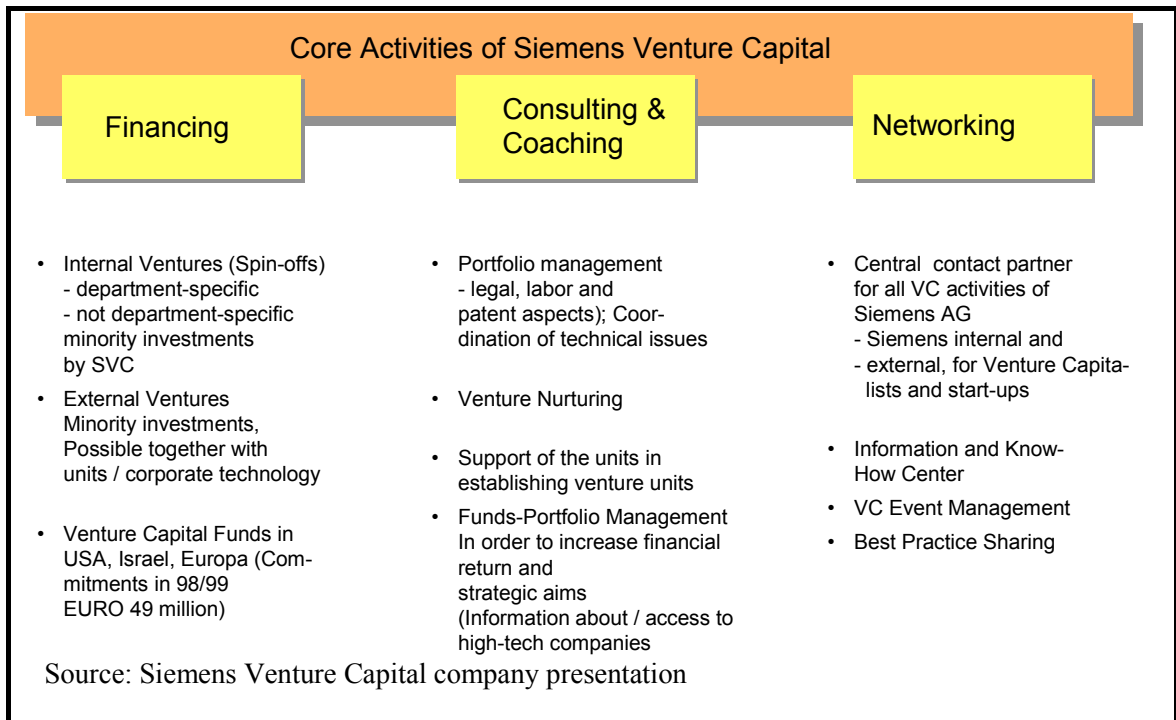 Core Activities of Siemens Venture Capital
Financing
• Internal Ventures (Spin-offs)
- department-specific
- not department-specific
minority investments
by SVC
• External Ventures
Minority investments,
Possible together with
units / corporate technology
• Venture Capital Funds in
USA, Israel, Europa (Com-
mitments in 98/99
EURO 49 million)
Consulting &
Coaching
• Portfolio management
- legal, labor and
patent aspects); Coor-
dination of technical issues
• Venture Nurturing
• Support of the units in
establishing venture units
• Funds-Portfolio Management
In order to increase financial
return and
strategic aims
(Information about / access to
high-tech companies
Networking
• Central contact partner
for all VC activities of
Siemens AG
- Siemens internal and
- external, for Venture Capita-
lists and start-ups
• Information and Know-
How Center
• VC Event Management
• Best Practice Sharing
Source: Siemens Venture Capital company presentation